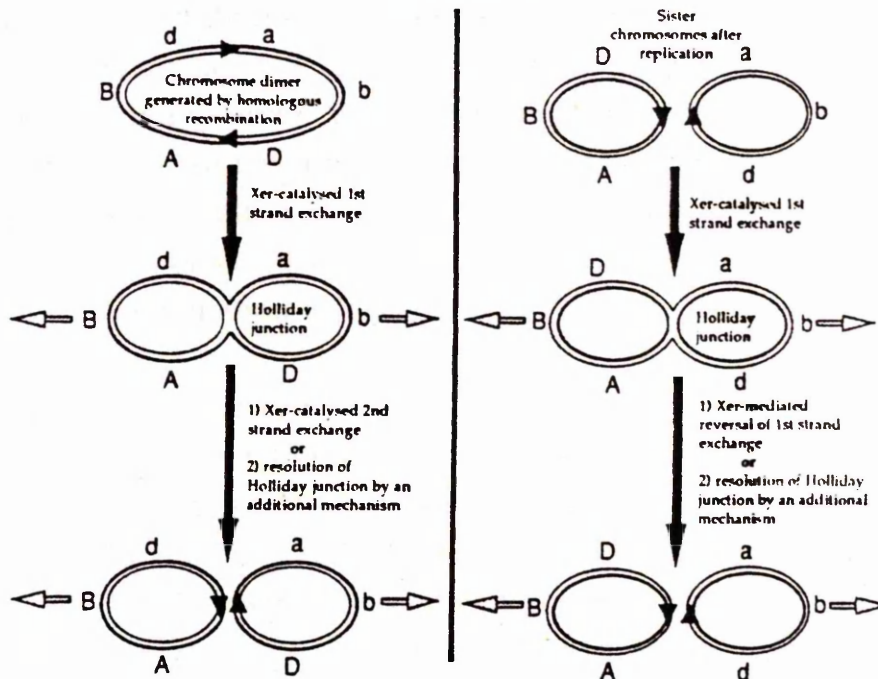 d a
B
Chromosome dimer
generated by homologous
recombination
b
A D
Xer-catalysed 1st
strand exchange
d a
B
Holliday
junction
b
A D
1) Xer-catalysed 2nd
strand exchange
or
2) resolution of
Holliday junction by an
additional mechanism
d a
B b
A D
Sister
chromosomes after
replication
D a
B b
A d
Xer-catalysed 1st
strand exchange
D a
B
Holliday
junction
b
A d
1) Xer-mediated
reversal of 1st strand
exchange
or
2) resolution of Holliday
junction by an additional
mechanism
D a
B b
A d